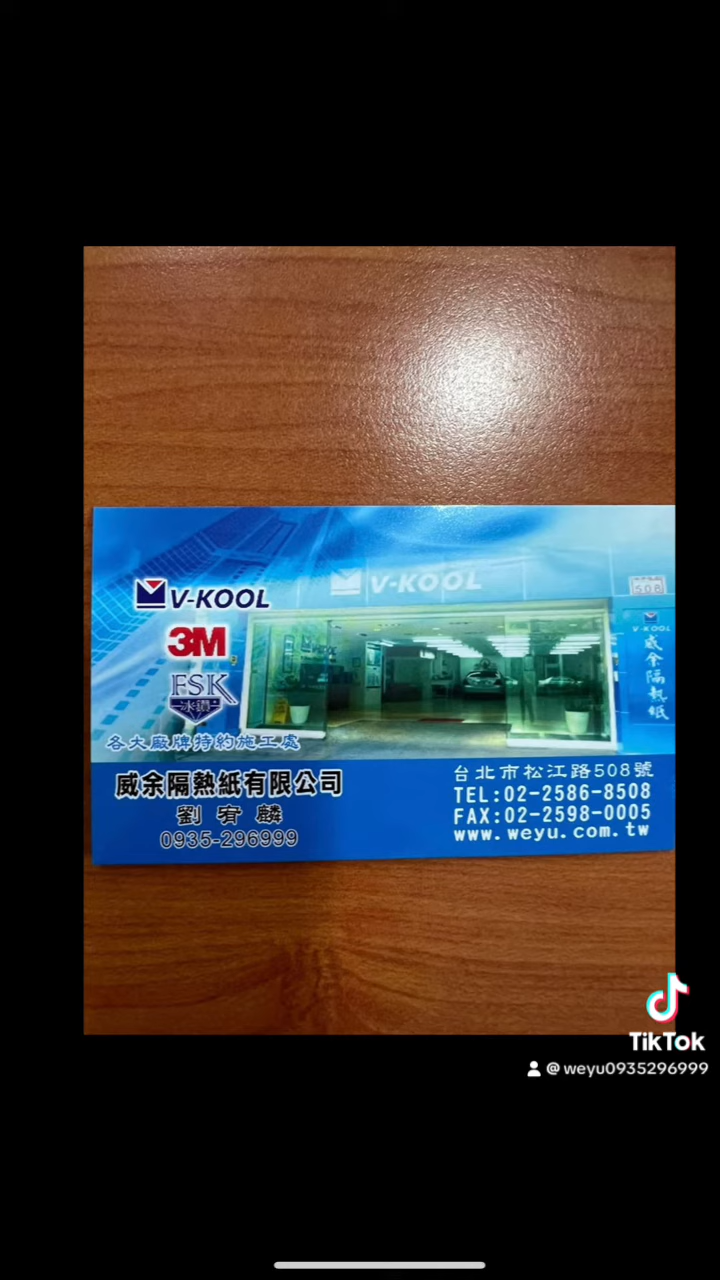 V-KOOL
V-KOOL
508
3M
V-KOOL
威余隔熱紙
FSK
冰鑽
各大廠牌特約施工處
威余隔熱紙有限公司
劉宥麟
0935-296999
台北市松江路508號
TEL:02-2586-8508
FAX:02-2598-0005
www.weyu.com.tw
TikTok
@weyu0935296999